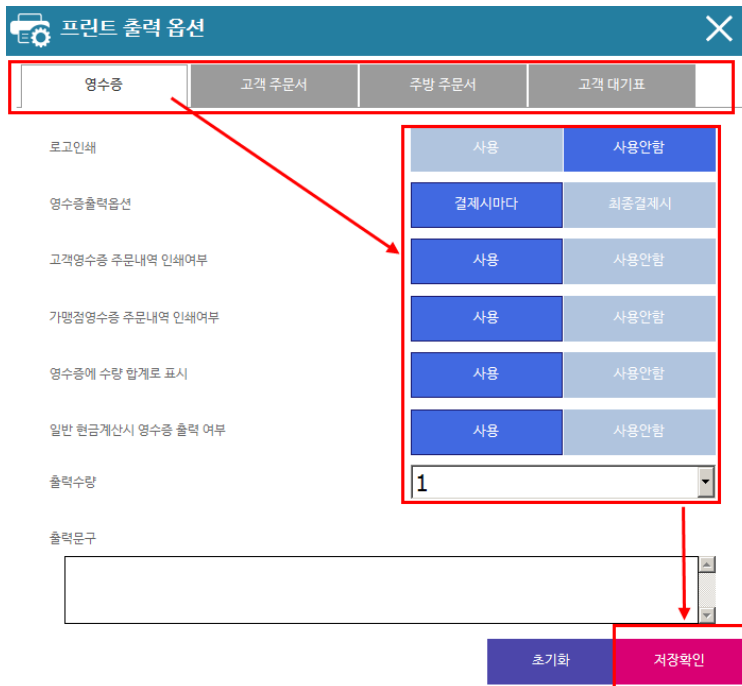 프린트 출력 옵션
영수증 고객 주문서 주방 주문서 고객 대기표
로고인쇄 사용 사용안함
영수증출력옵션 결제시마다 최종결제시
고객영수증 주문내역 인쇄여부 사용 사용안함
가맹점영수증 주문내역 인쇄여부 사용 사용안함
영수증에 수량 합계로 표시 사용 사용안함
일반 현금계산시 영수증 출력 여부 사용 사용안함
출력수량 1
출력문구
초기화 저장확인